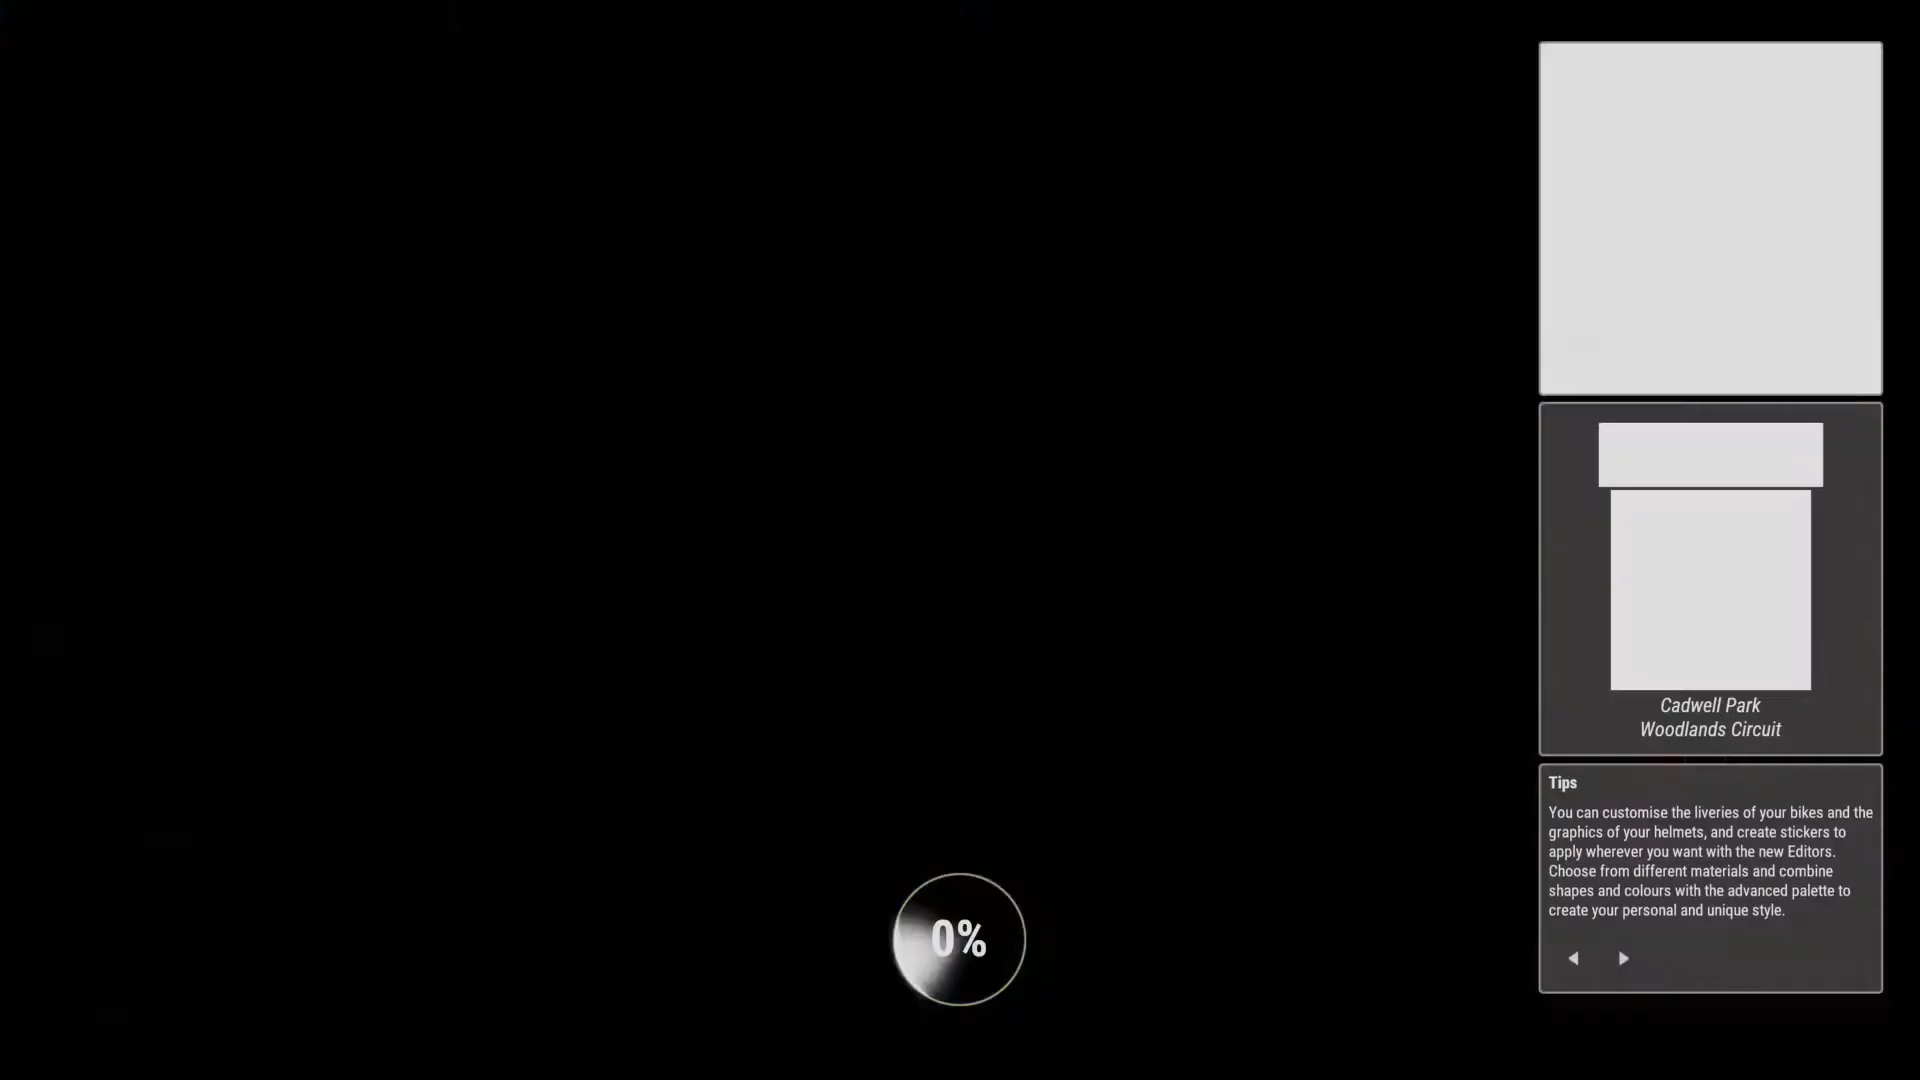 Cadwell Park
Woodlands Circuit
Tips
You can customise the liveries of your bikes and the
graphics of your helmets, and create stickers to
apply wherever you want with the new Editors.
Choose from different materials and combine
shapes and colours with the advanced palette to
create your personal and unique style.
0%